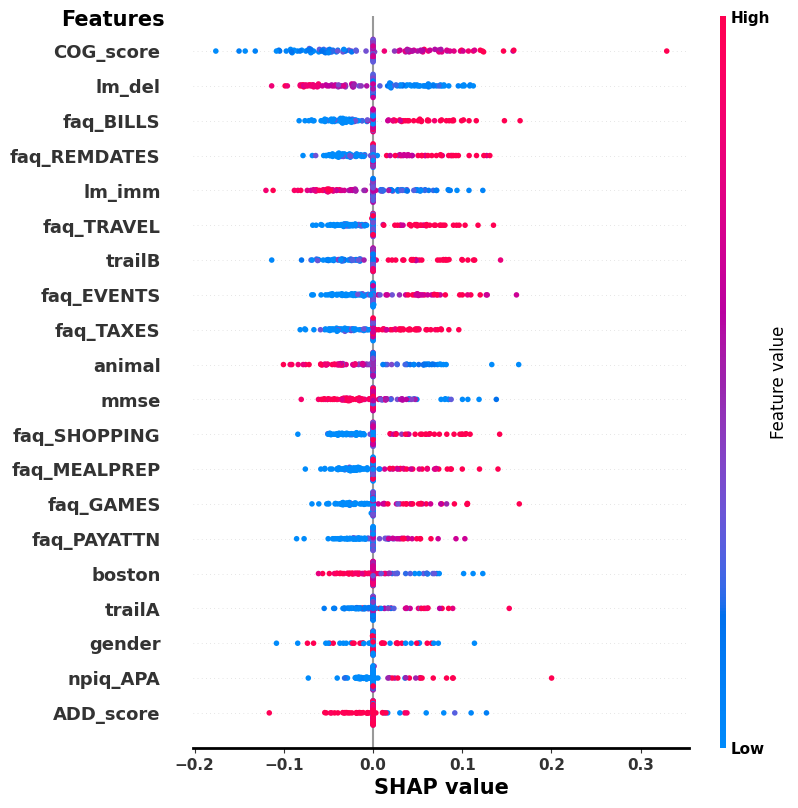 Features
High
COG_score
lm_del
faq_BILLS
faq_REMDATES
lm_imm
faq_TRAVEL
trailB
faq_EVENTS
faq_TAXES
animal
mmse
faq_SHOPPING
faq_MEALPREP
faq_GAMES
faq_PAYATTN
boston
trailA
gender
npiq_APA
ADD_score
Feature value
Low
−0.2 −0.1 0.0 0.1 0.2 0.3
SHAP value